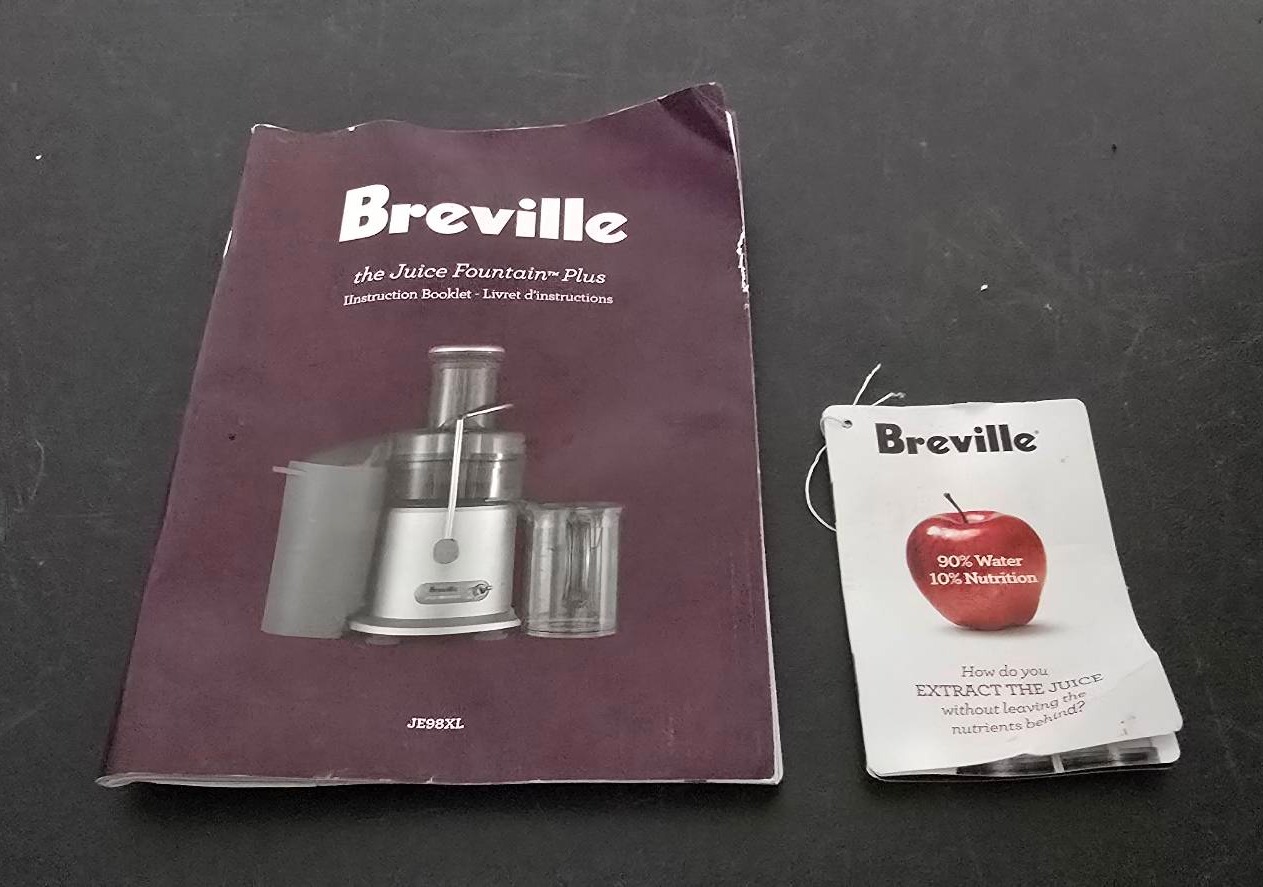 Breville
the Juice Fountain™ Plus
IInstruction Booklet - Livret d'instructions
Breville
JE98XL
Breville®
90% Water
10% Nutrition
How do you
EXTRACT THE JUICE
without leaving the
nutrients behind?